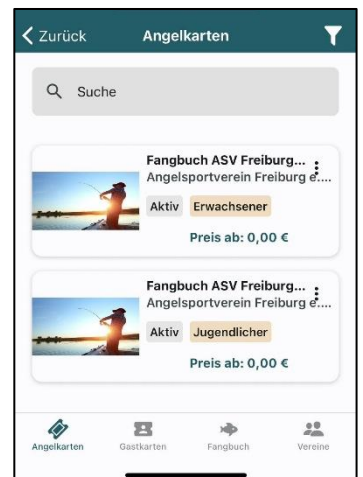 Zurück Angelkarten
Suche
Fangbuch ASV Freiburg...
Angelsportverein Freiburg e....
Aktiv Erwachsener
Preis ab: 0,00 €
Fangbuch ASV Freiburg...
Angelsportverein Freiburg e....
Aktiv Jugendlicher
Preis ab: 0,00 €
Angelkarten Gastkarten Fangbuch Vereine